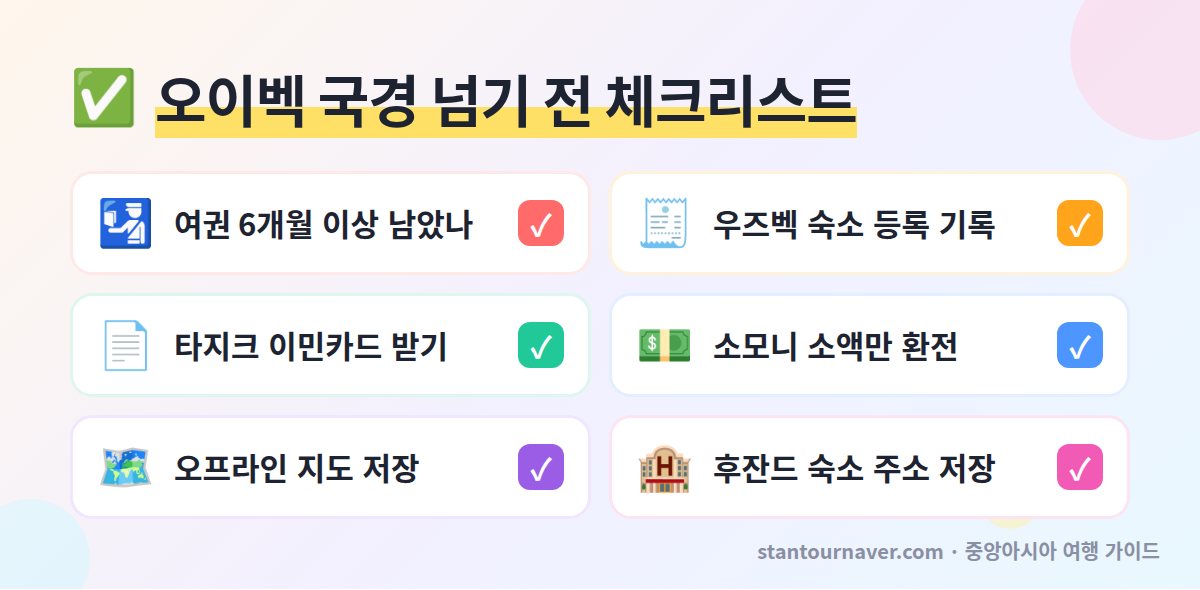 오이벡 국경 넘기 전 체크리스트
여권 6개월 이상 남았나
우즈벡 숙소 등록 기록
타지크 이민카드 받기
소모니 소액만 환전
오프라인 지도 저장
후잔드 숙소 주소 저장
stantournaver.com · 중앙아시아 여행 가이드